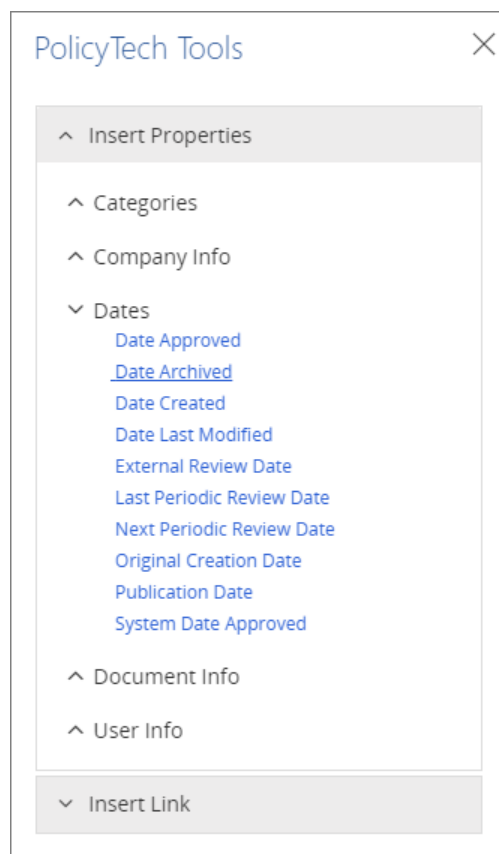 PolicyTech Tools
Insert Properties
Categories
Company Info
Dates
Date Approved
Date Archived
Date Created
Date Last Modified
External Review Date
Last Periodic Review Date
Next Periodic Review Date
Original Creation Date
Publication Date
System Date Approved
Document Info
User Info
Insert Link